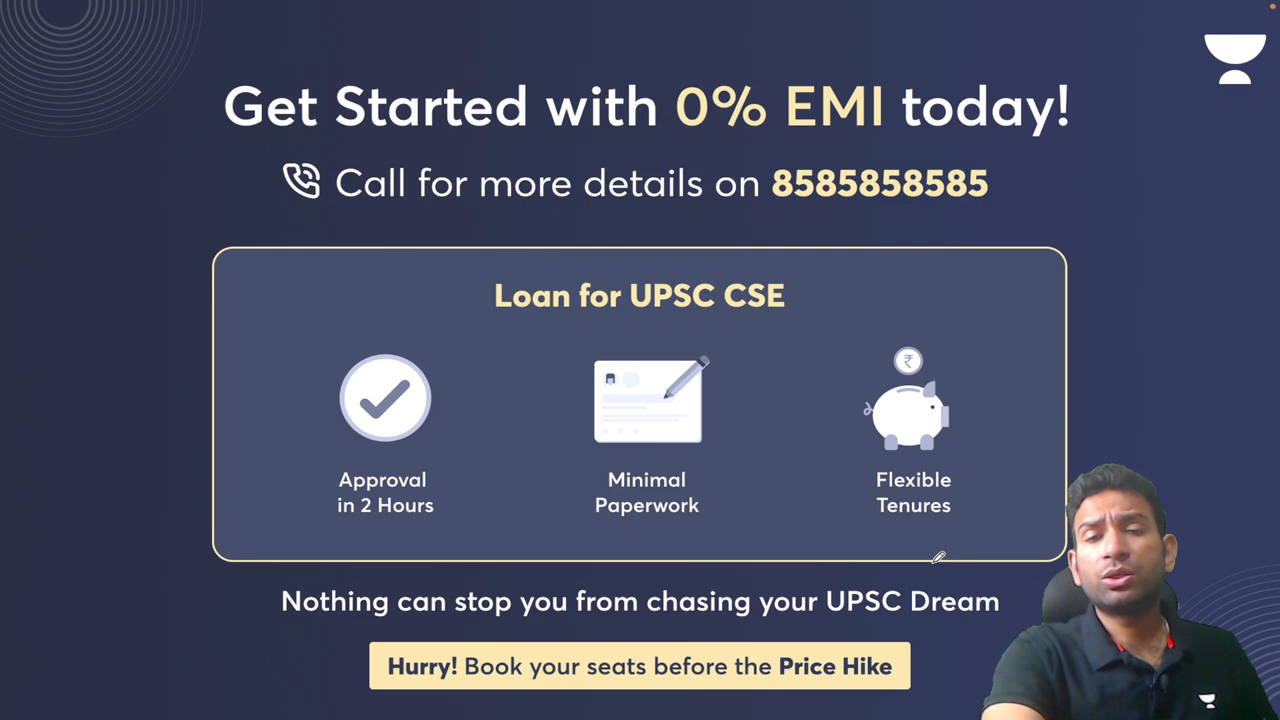 Get Started with 0% EMI today!
Call for more details on 8585858585
Loan for UPSC CSE
Approval
in 2 Hours
Minimal
Paperwork
Flexible
Tenures
₹
Nothing can stop you from chasing your UPSC Dream
Hurry! Book your seats before the Price Hike